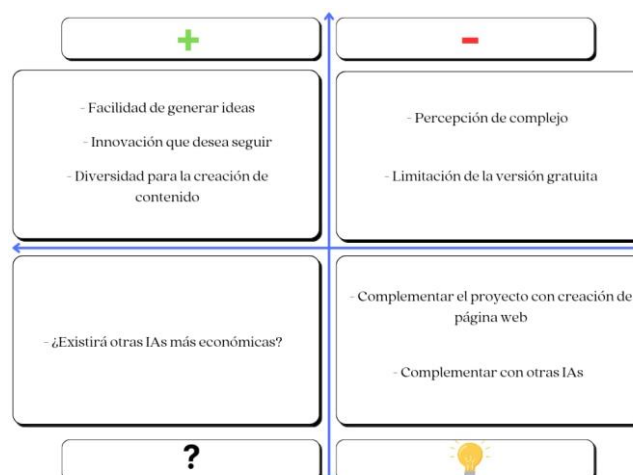 +
-
- Facilidad de generar ideas
- Innovación que desea seguir
- Diversidad para la creación de
contenido
- Percepción de complejo
- Limitación de la versión gratuita
- ¿Existirá otras IAs más económicas?
- Complementar el proyecto con creación de
página web
- Complementar con otras IAs
?